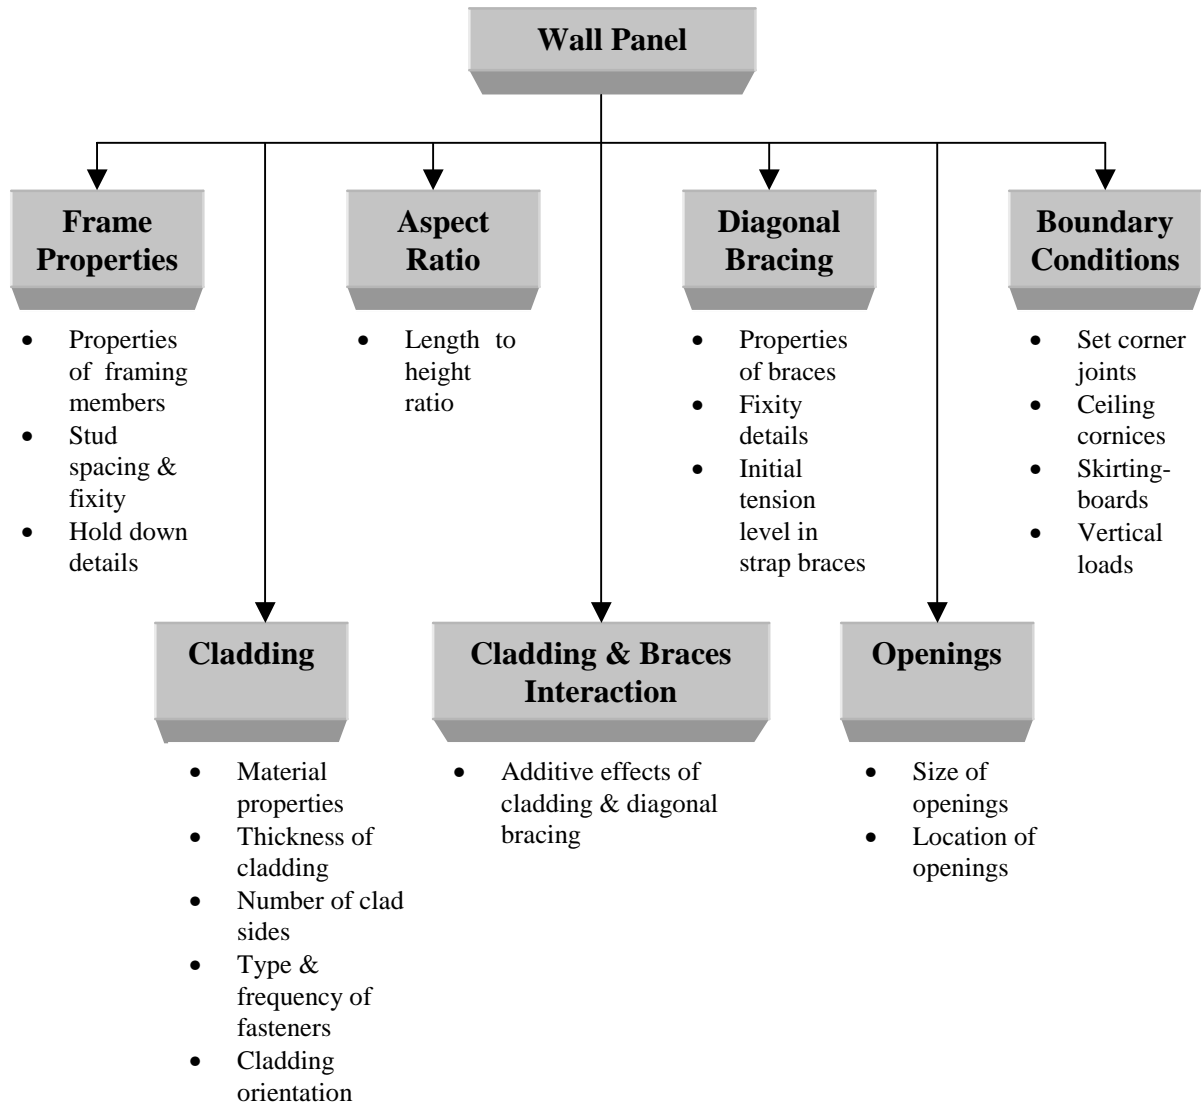 Wall Panel
Frame
Properties
Aspect
Ratio
Diagonal
Bracing
Boundary
Conditions
• Properties
of framing
members
• Stud
spacing &
fixity
• Hold down
details
• Length to
height
ratio
• Properties
of braces
• Fixity
details
• Initial
tension
level in
strap braces
• Set corner
joints
• Ceiling
cornices
• Skirting-
boards
• Vertical
loads
Cladding
Cladding & Braces
Interaction
Openings
• Material
properties
• Thickness of
cladding
• Number of clad
sides
• Type &
frequency of
fasteners
• Cladding
orientation
• Additive effects of
cladding & diagonal
bracing
• Size of
openings
• Location of
openings